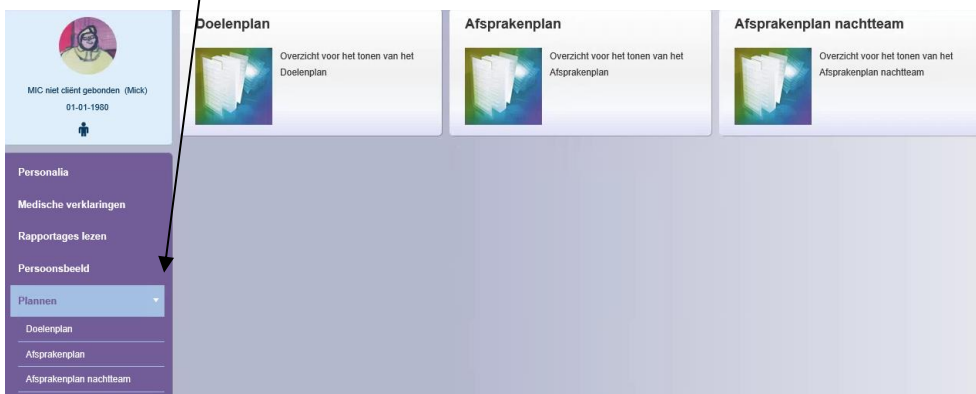 MIC niet cliënt gebonden (Mick)
01-01-1980
Personalia
Medische verklaringen
Rapportages lezen
Persoonsbeeld
Plannen
Doelenplan
Afsprakenplan
Afsprakenplan nachtteam
Doelenplan
Overzicht voor het tonen van het
Doelenplan
Afsprakenplan
Overzicht voor het tonen van het
Afsprakenplan
Afsprakenplan nachtteam
Overzicht voor het tonen van het
Afsprakenplan nachtteam